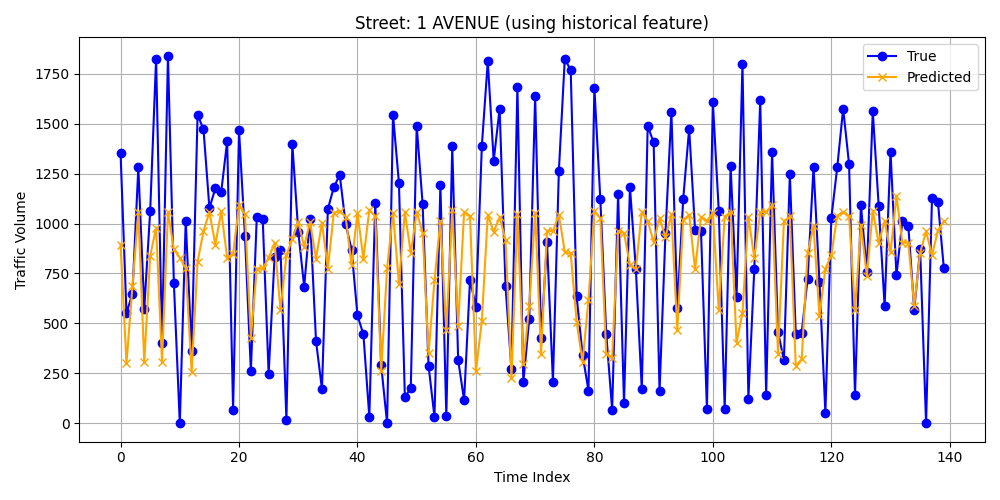 Street: 1 AVENUE (using historical feature)
True
Predicted
Traffic Volume
1750
1500
1250
1000
750
500
250
0
0 20 40 60 80 100 120 140
Time Index